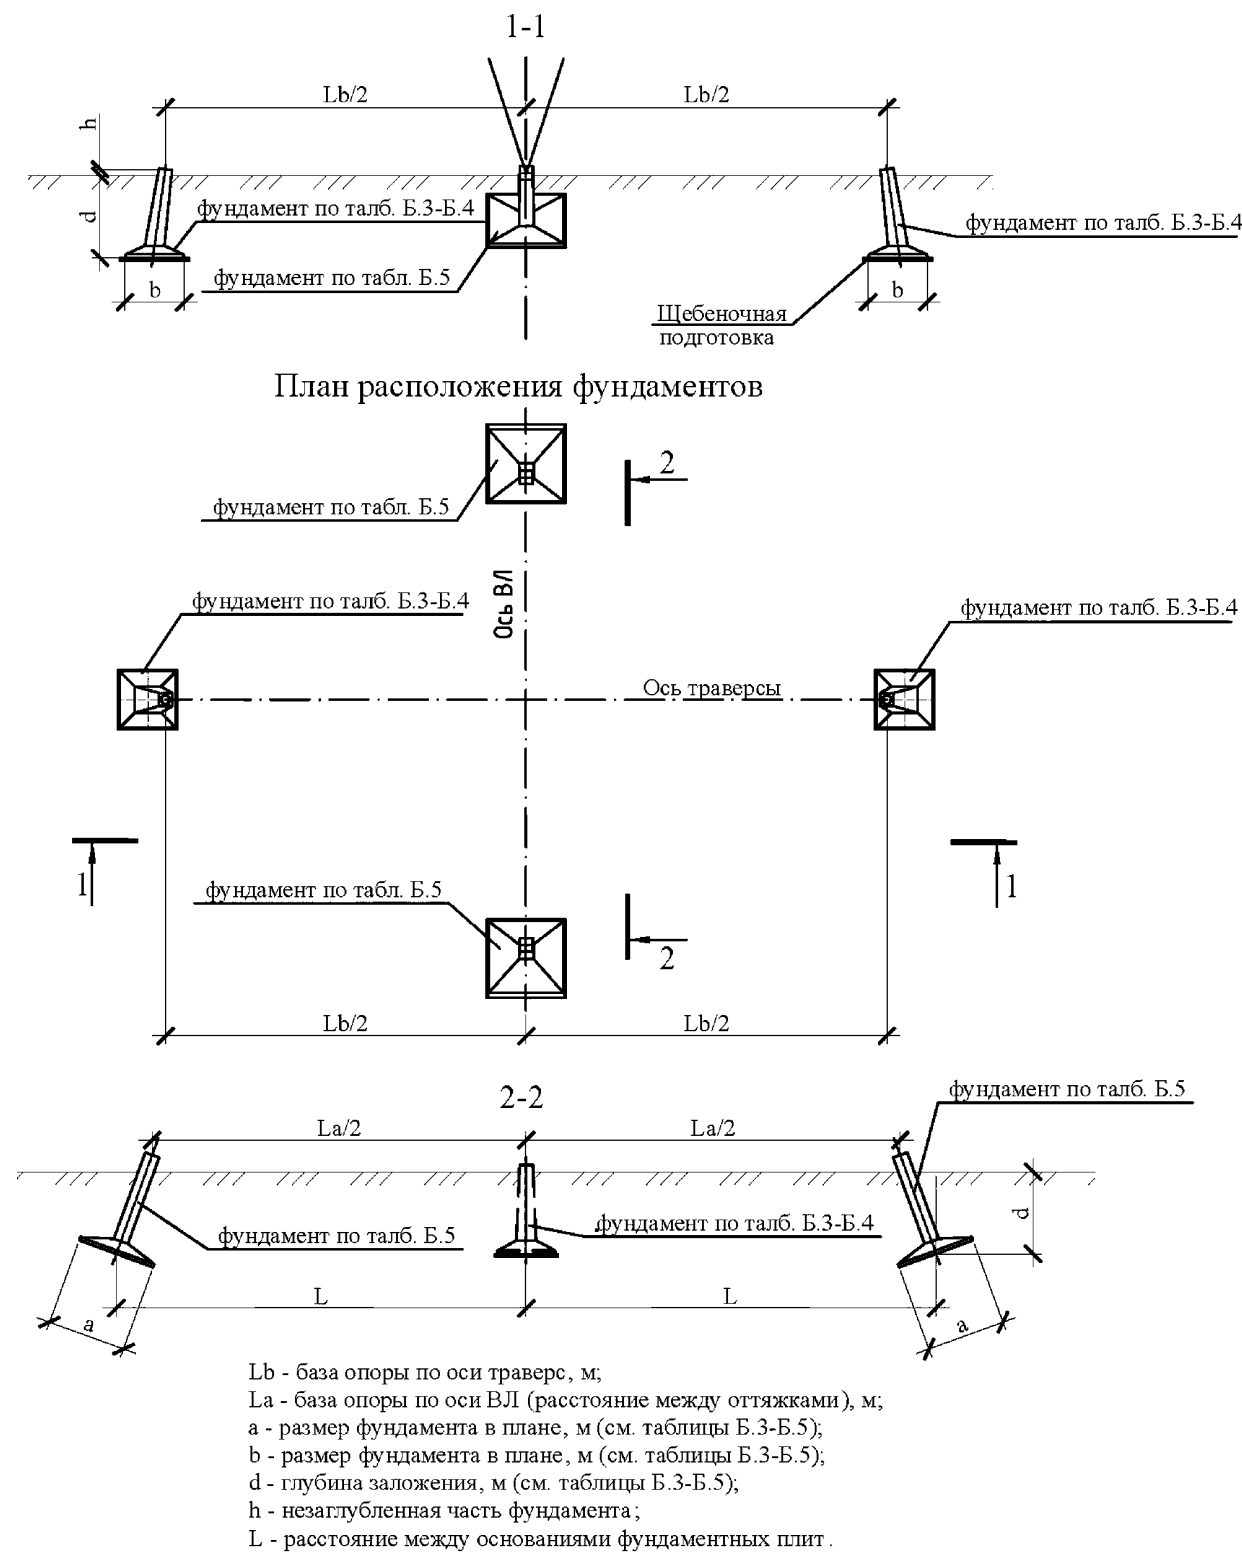 1-1
Lb/2
Lb/2
h
d
фундамент по талб. Б.3-Б.4
фундамент по талб. Б.3-Б.4
фундамент по табл. Б.5
b
b
Щебеночная
подготовка
План расположения фундаментов
2
фундамент по табл. Б.5
Ось ВЛ
фундамент по талб. Б.3-Б.4
фундамент по талб. Б.3-Б.4
Ось траверсы
1
1
фундамент по табл. Б.5
2
Lb/2
Lb/2
2-2
фундамент по талб. Б.5
La/2
La/2
d
фундамент по талб. Б.5
фундамент по талб. Б.3-Б.4
L
L
a
a
Lb - база опоры по оси траверс, м;
La - база опоры по оси ВЛ (расстояние между оттяжками), м;
a - размер фундамента в плане, м (см. таблицы Б.3-Б.5);
b - размер фундамента в плане, м (см. таблицы Б.3-Б.5);
d - глубина заложения, м (см. таблицы Б.3-Б.5);
h - незаглубленная часть фундамента;
L - расстояние между основаниями фундаментных плит.